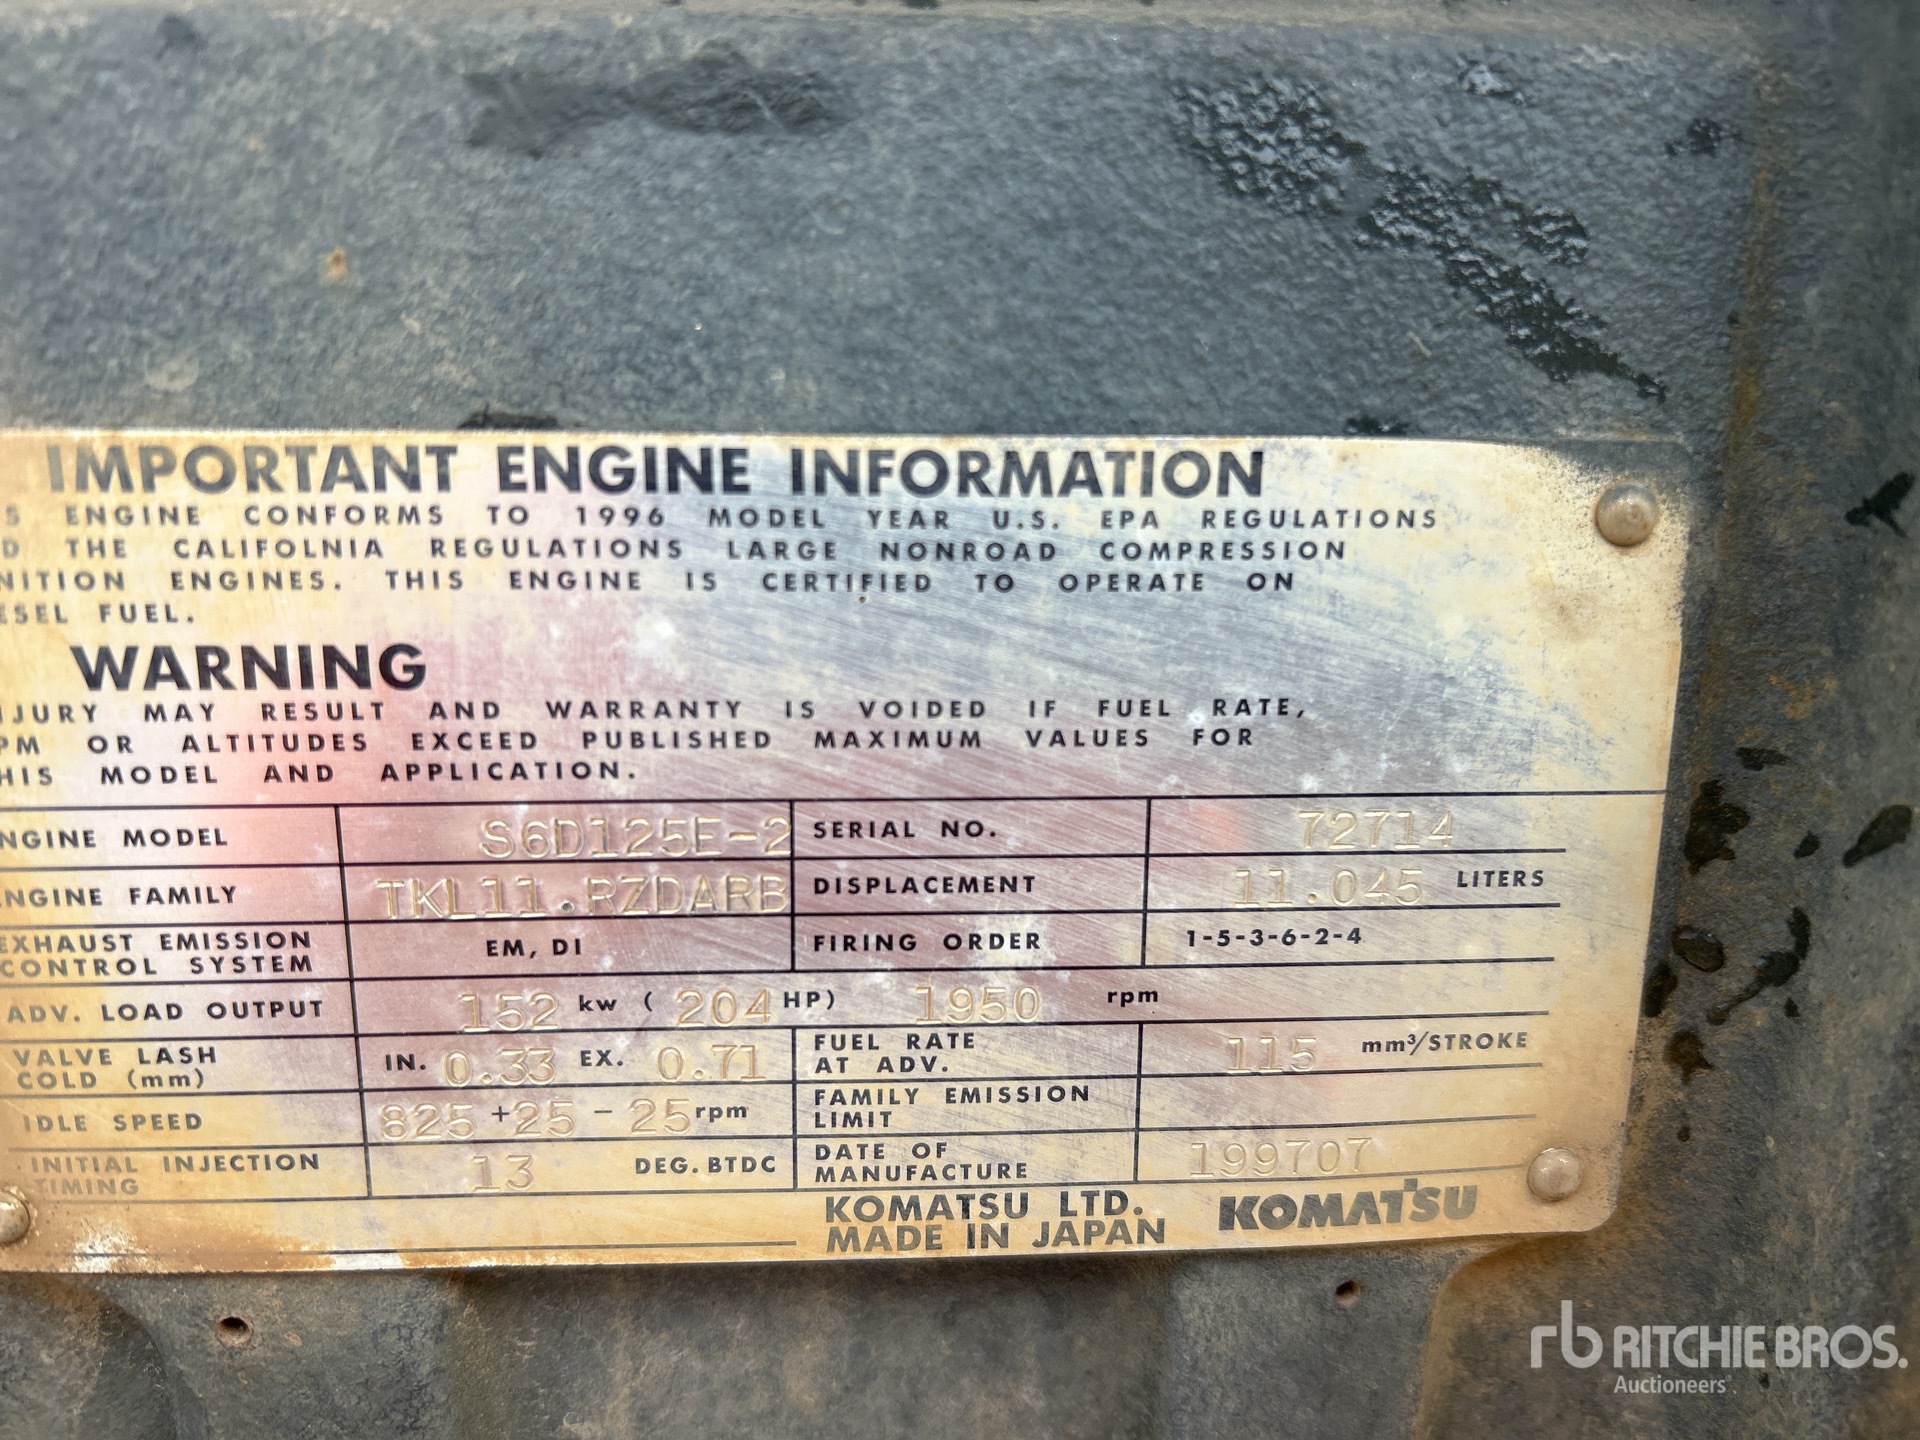 IMPORTANT ENGINE INFORMATION
S ENGINE CONFORMS TO 1996 MODEL YEAR U.S. EPA REGULATIONS
D THE CALIFOLNIA REGULATIONS LARGE NONROAD COMPRESSION
NITION ENGINES. THIS ENGINE IS CERTIFIED TO OPERATE ON
ESEL FUEL.
WARNING
JURY MAY RESULT AND WARRANTY IS VOIDED IF FUEL RATE,
PM OR ALTITUDES EXCEED PUBLISHED MAXIMUM VALUES FOR
HIS MODEL AND APPLICATION.
NGINE MODEL S6D125E-2 SERIAL NO. 72714
NGINE FAMILY TKL11.RZDARB DISPLACEMENT 11.045 LITERS
EXHAUST EMISSION CONTROL SYSTEM EM, DI FIRING ORDER 1-5-3-6-2-4
ADV. LOAD OUTPUT 152 kw ( 204 HP) 1950 rpm
VALVE LASH COLD (mm) IN. 0.33 EX. 0.71 FUEL RATE AT ADV. 115 mm³/STROKE
IDLE SPEED 825 +25 - 25 rpm FAMILY EMISSION LIMIT
INITIAL INJECTION TIMING 13 DEG. BTDC DATE OF MANUFACTURE 199707
KOMATSU LTD. KOMATSU
MADE IN JAPAN
rb RITCHIE BROS.
Auctioneers